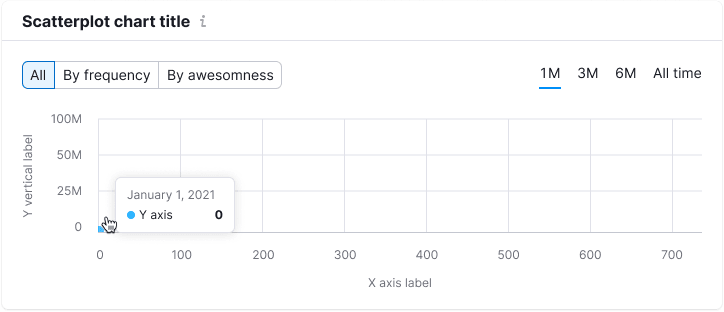 Scatterplot chart title i
All By frequency By awesomness 1M 3M 6M All time
Y vertical label
100M
50M
25M
0
January 1, 2021
Y axis 0
0 100 200 300 400 500 600 700
X axis label